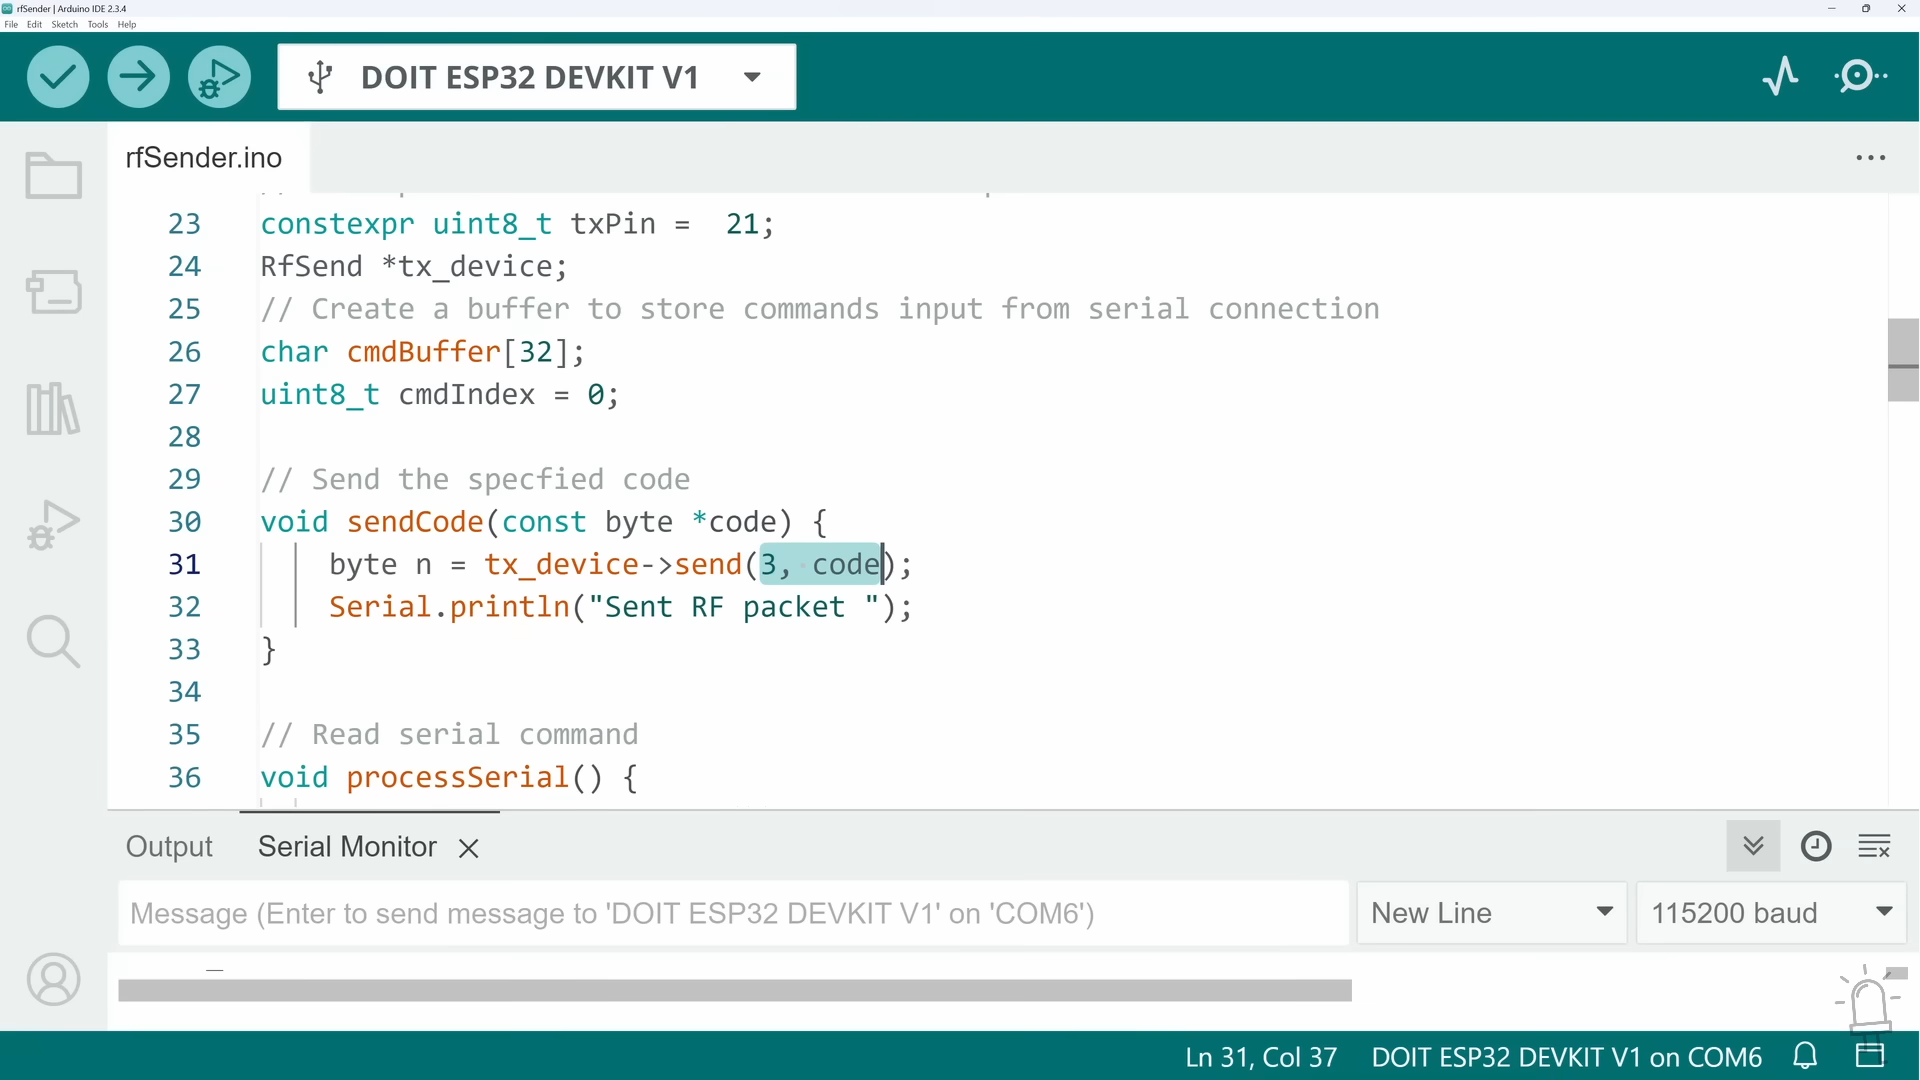 rfSender | Arduino IDE 2.3.4
File Edit Sketch Tools Help
DOIT ESP32 DEVKIT V1
rfSender.ino
23 constexpr uint8_t txPin =  21;
24 RfSend *tx_device;
25 // Create a buffer to store commands input from serial connection
26 char cmdBuffer[32];
27 uint8_t cmdIndex = 0;
28
29 // Send the specfied code
30 void sendCode(const byte *code) {
31 byte n = tx_device->send(3, code);
32 Serial.println("Sent RF packet ");
33 }
34
35 // Read serial command
36 void processSerial() {
Output Serial Monitor
Message (Enter to send message to 'DOIT ESP32 DEVKIT V1' on 'COM6') New Line 115200 baud
Ln 31, Col 37 DOIT ESP32 DEVKIT V1 on COM6